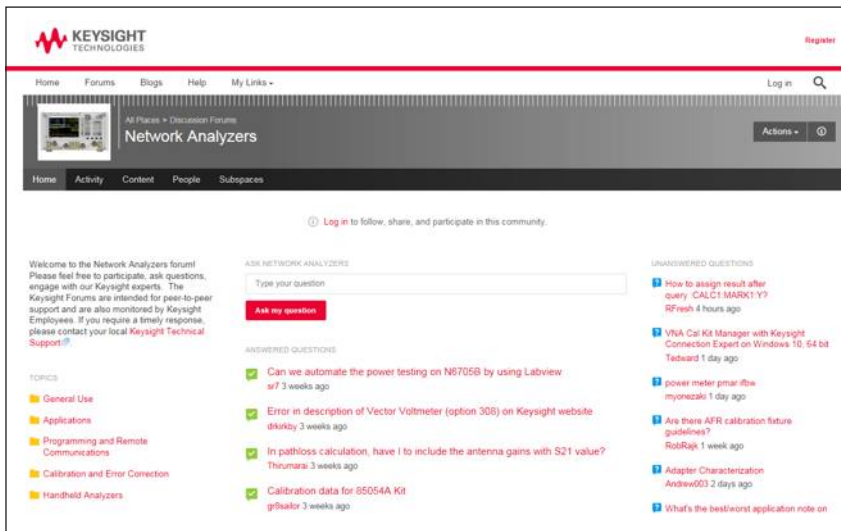 KEYSIGHT
TECHNOLOGIES
Register
Home Forums Blogs Help My Links
Log in
All Places > Discussion Forums
Network Analyzers
Actions
Home Activity Content People Subspaces
Log in to follow, share, and participate in this community.
Welcome to the Network Analyzers forum!
Please feel free to participate, ask questions,
engage with our Keysight experts. The
Keysight Forums are intended for peer-to-peer
support and are also monitored by Keysight
Employees. If you require a timely response,
please contact your local Keysight Technical
Support
TOPICS
General Use
Applications
Programming and Remote
Communications
Calibration and Error Correction
Handheld Analyzers
ASK NETWORK ANALYZERS
Type your question
Ask my question
ANSWERED QUESTIONS
Can we automate the power testing on N6705B by using Labview
sr7 3 weeks ago
Error in description of Vector Voltmeter (option 308) on Keysight website
drkirkby 3 weeks ago
In pathloss calculation, have I to include the antenna gains with S21 value?
Thirumarai 3 weeks ago
Calibration data for 85054A Kit
gr8sailor 3 weeks ago
UNANSWERED QUESTIONS
How to assign result after
query :CALC1:MARK1:Y?
RFresh 4 hours ago
VNA Cal Kit Manager with Keysight
Connection Expert on Windows 10, 64 bit
Tedward 1 day ago
power meter pmar ifbw
myonezaki 1 day ago
Are there AFR calibration fixture
guidelines?
RobRajk 1 week ago
Adapter Characterization
Andrew003 2 days ago
What's the best/worst application note on